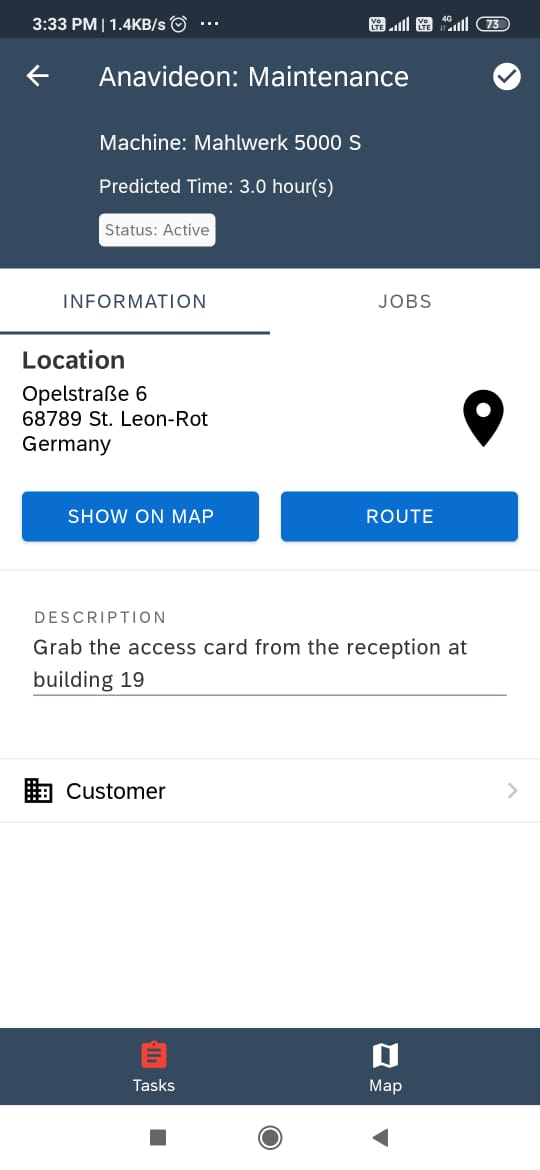 3:33 PM | 1.4KB/s ...
Vo LTE Vo LTE 4G 73
Anavideon: Maintenance
Machine: Mahlwerk 5000 S
Predicted Time: 3.0 hour(s)
Status: Active
INFORMATION JOBS
Location
Opelstraße 6
68789 St. Leon-Rot
Germany
SHOW ON MAP ROUTE
DESCRIPTION
Grab the access card from the reception at
building 19
Customer
Tasks Map